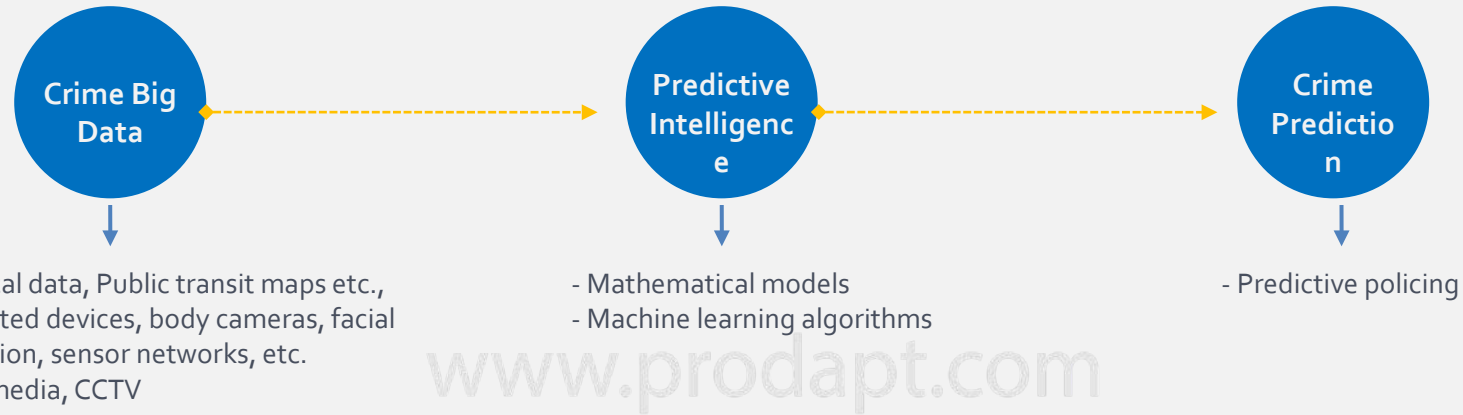 Crime Big
Data
Predictive
Intelligenc
e
Crime
Predictio
n
al data, Public transit maps etc.,
ted devices, body cameras, facial
ion, sensor networks, etc.
media, CCTV
- Mathematical models
- Machine learning algorithms
- Predictive policing
www.prodapt.com